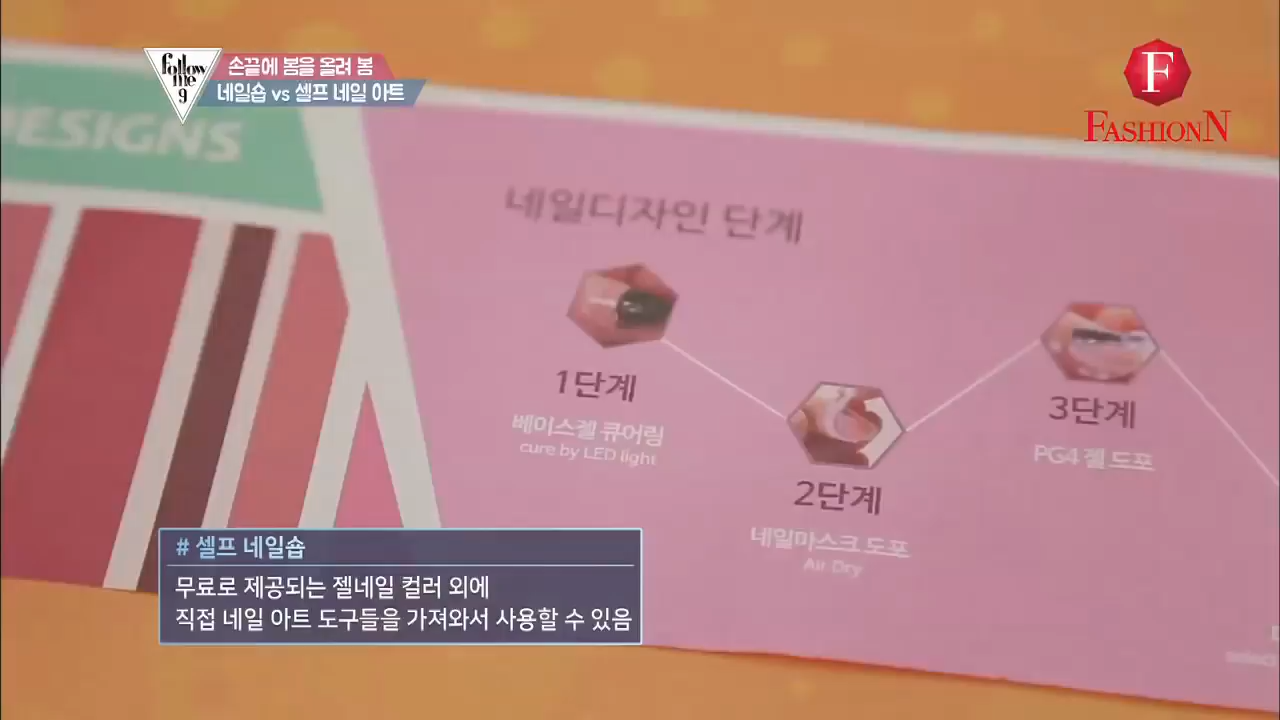 follow
me
9
손끝에 봄을 올려 봄
네일숍 vs 셀프 네일 아트
F
FASHIONN
DESIGNS
네일디자인 단계
1단계
베이스젤 큐어링
cure by LED light
2단계
네일마스크 도포
Air Dry
3단계
PG4 젤 도포
# 셀프 네일숍
무료로 제공되는 젤네일 컬러 외에
직접 네일 아트 도구들을 가져와서 사용할 수 있음